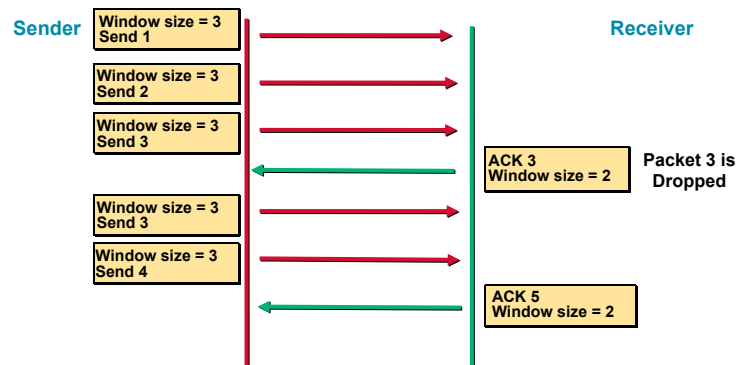 Sender
Window size = 3
Send 1
Receiver
Window size = 3
Send 2
Window size = 3
Send 3
ACK 3
Window size = 2
Packet 3 is
Dropped
Window size = 3
Send 3
Window size = 3
Send 4
ACK 5
Window size = 2